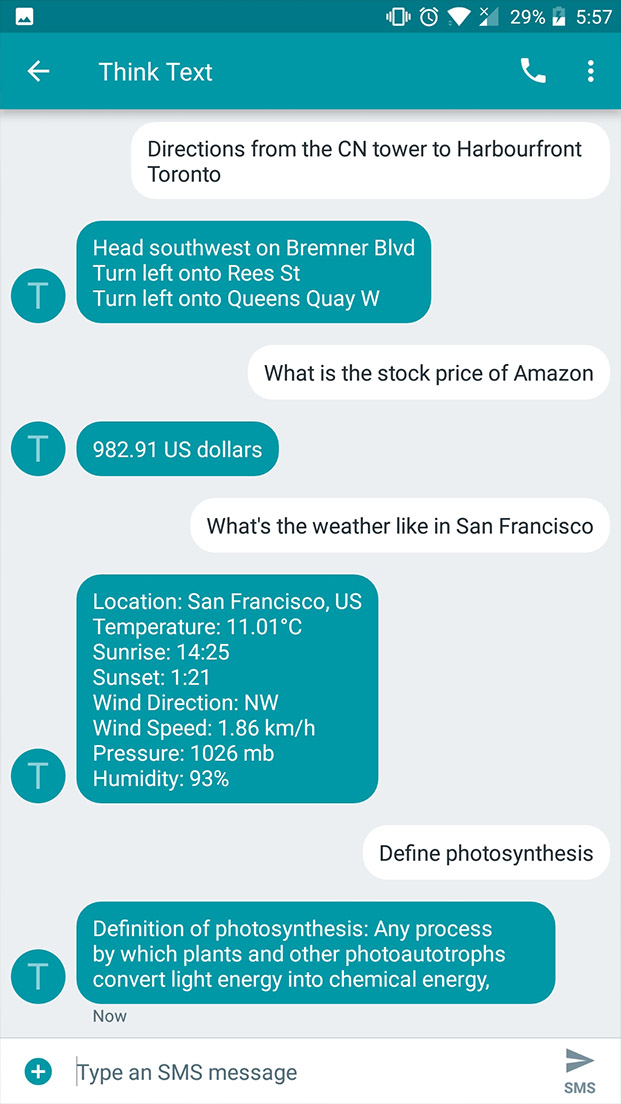 29% 5:57
Think Text
Directions from the CN tower to Harbourfront
Toronto
Head southwest on Bremner Blvd
Turn left onto Rees St
Turn left onto Queens Quay W
T
What is the stock price of Amazon
T
982.91 US dollars
What's the weather like in San Francisco
Location: San Francisco, US
Temperature: 11.01°C
Sunrise: 14:25
Sunset: 1:21
Wind Direction: NW
Wind Speed: 1.86 km/h
Pressure: 1026 mb
Humidity: 93%
T
Define photosynthesis
Definition of photosynthesis: Any process
by which plants and other photoautotrophs
convert light energy into chemical energy,
T
Now
Type an SMS message
SMS